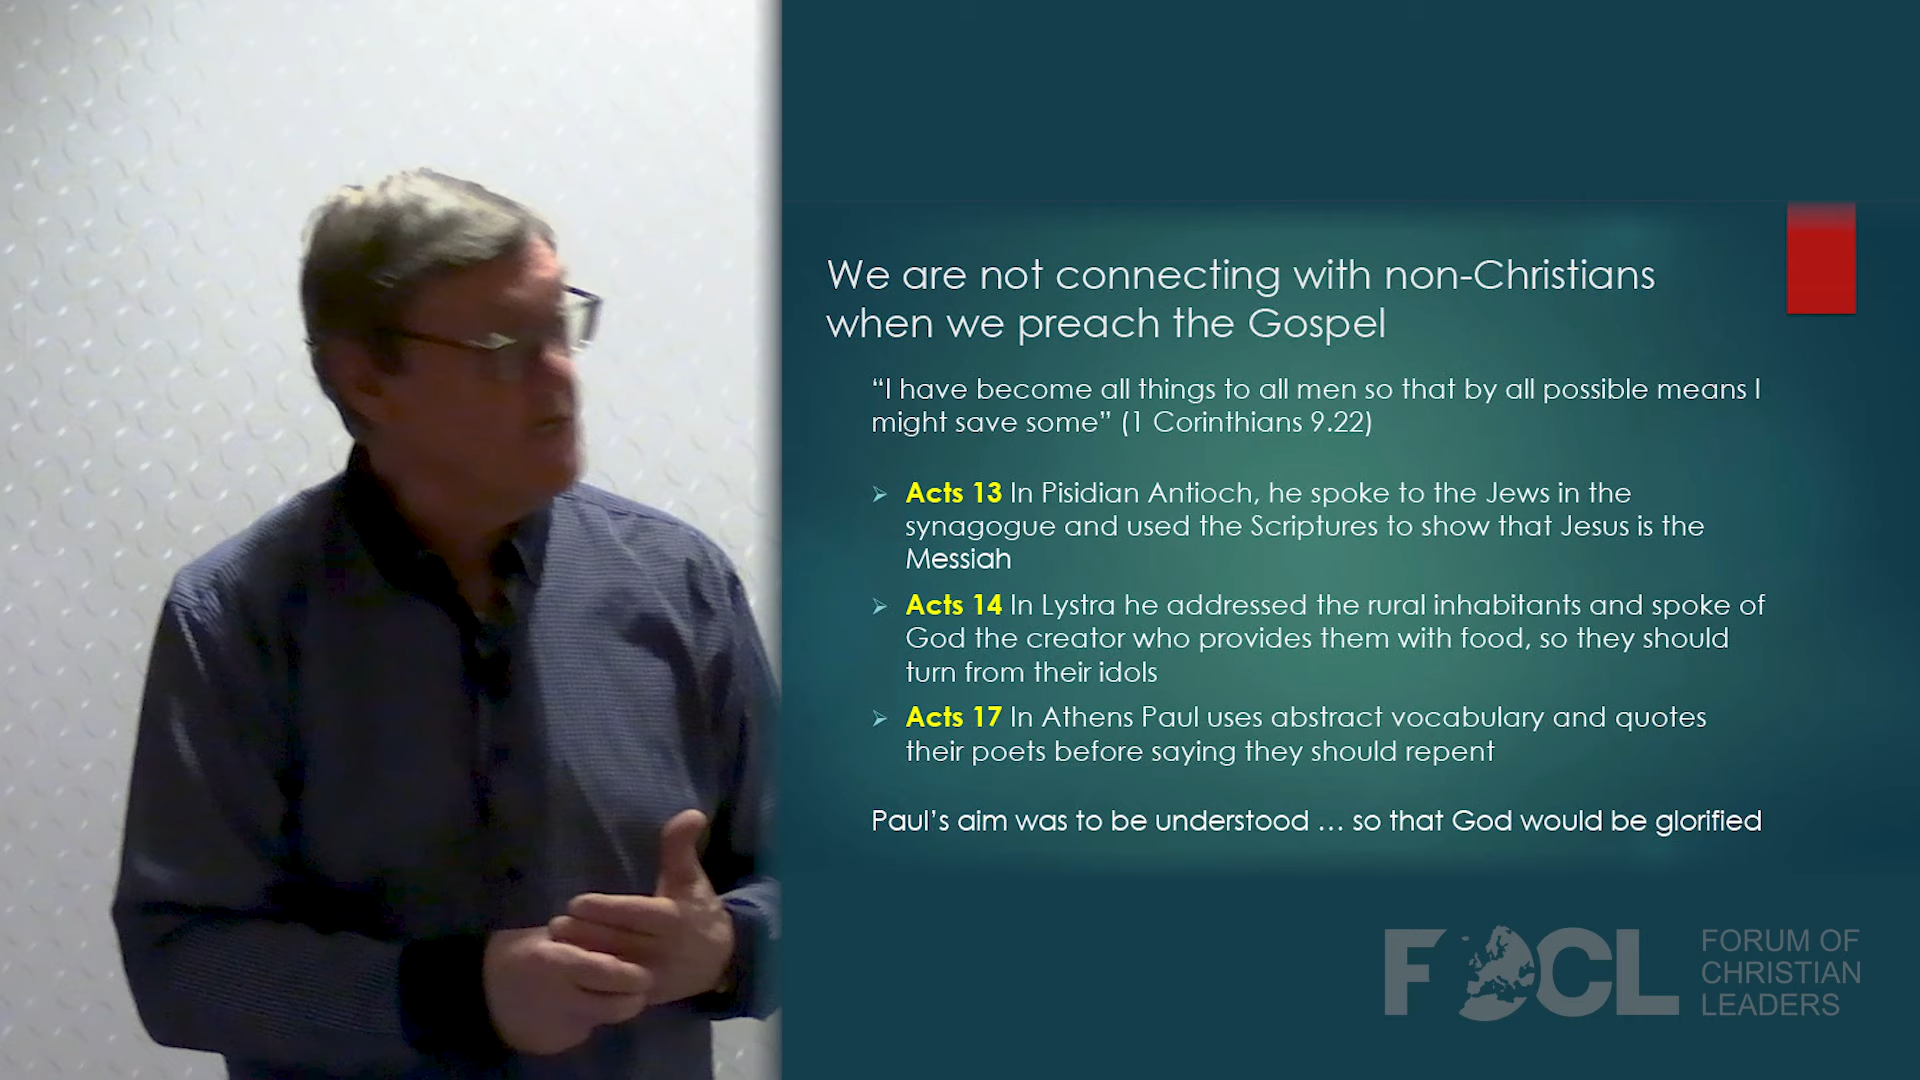 We are not connecting with non-Christians
when we preach the Gospel
“I have become all things to all men so that by all possible means I
might save some” (1 Corinthians 9.22)
Acts 13 In Pisidian Antioch, he spoke to the Jews in the
synagogue and used the Scriptures to show that Jesus is the
Messiah
Acts 14 In Lystra he addressed the rural inhabitants and spoke of
God the creator who provides them with food, so they should
turn from their idols
Acts 17 In Athens Paul uses abstract vocabulary and quotes
their poets before saying they should repent
Paul’s aim was to be understood … so that God would be glorified
FOCL
FORUM OF
CHRISTIAN
LEADERS